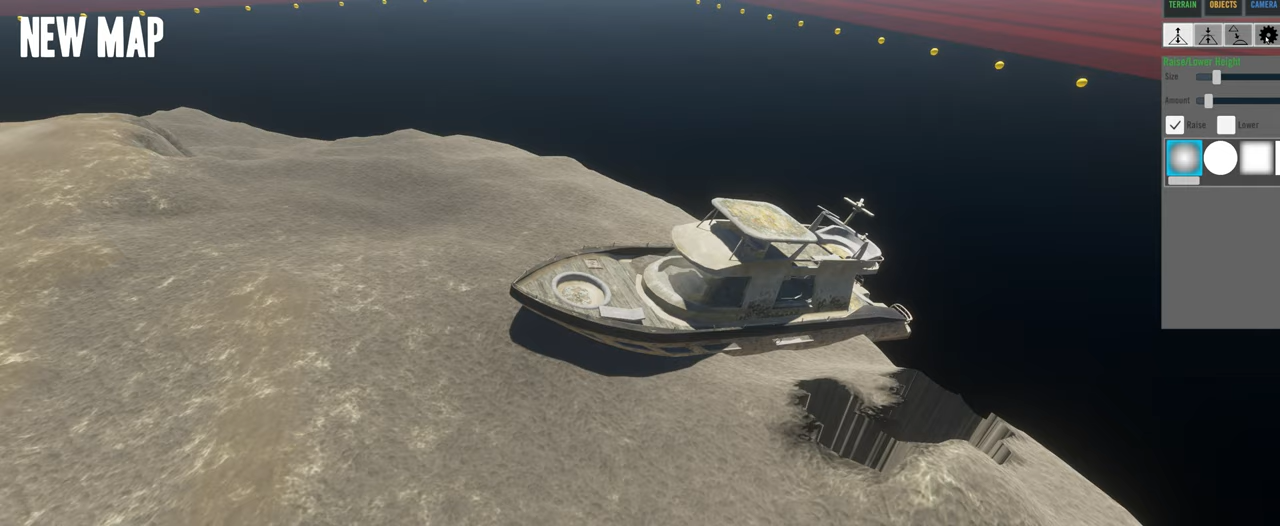 NEW MAP
TERRAIN
OBJECTS
CAMERA
Raise/Lower Height
Size
Amount
Raise
Lower